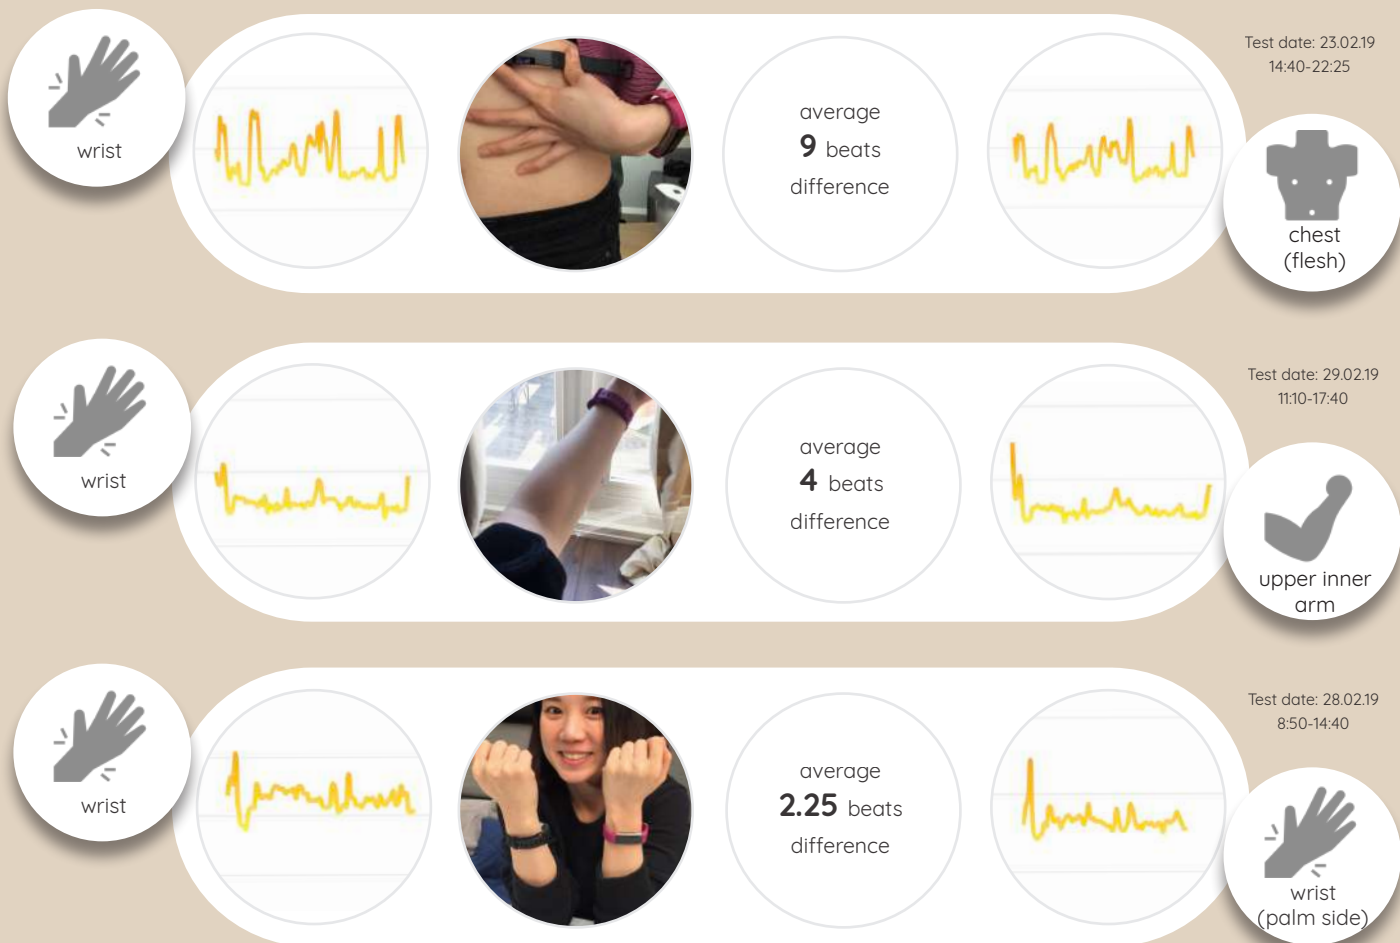 wrist
average
9 beats
difference
Test date: 23.02.19
14:40-22:25
chest
(flesh)
wrist
average
4 beats
difference
Test date: 29.02.19
11:10-17:40
upper inner
arm
wrist
average
2.25 beats
difference
Test date: 28.02.19
8:50-14:40
wrist
(palm side)